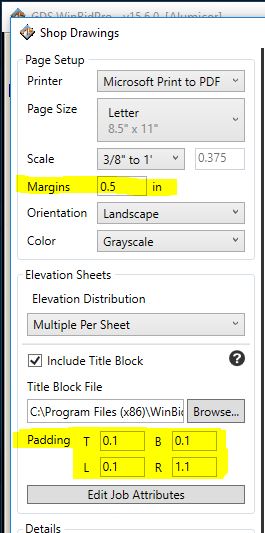 GDS WinBidPro - v15.6.0 [Alumicor]
Shop Drawings
Page Setup
Printer Microsoft Print to PDF
Page Size Letter
8.5" x 11"
Scale 3/8" to 1' 0.375
Margins 0.5 in
Orientation Landscape
Color Grayscale
Elevation Sheets
Elevation Distribution
Multiple Per Sheet
Include Title Block ?
Title Block File
C:\Program Files (x86)\WinBid Browse...
Padding T 0.1 B 0.1
L 0.1 R 1.1
Edit Job Attributes
Details